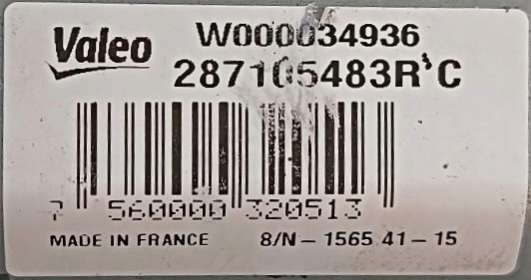 Valeo W000034936
287105483R C
7 560000 320513
MADE IN FRANCE 8/N - 1565 41 - 15